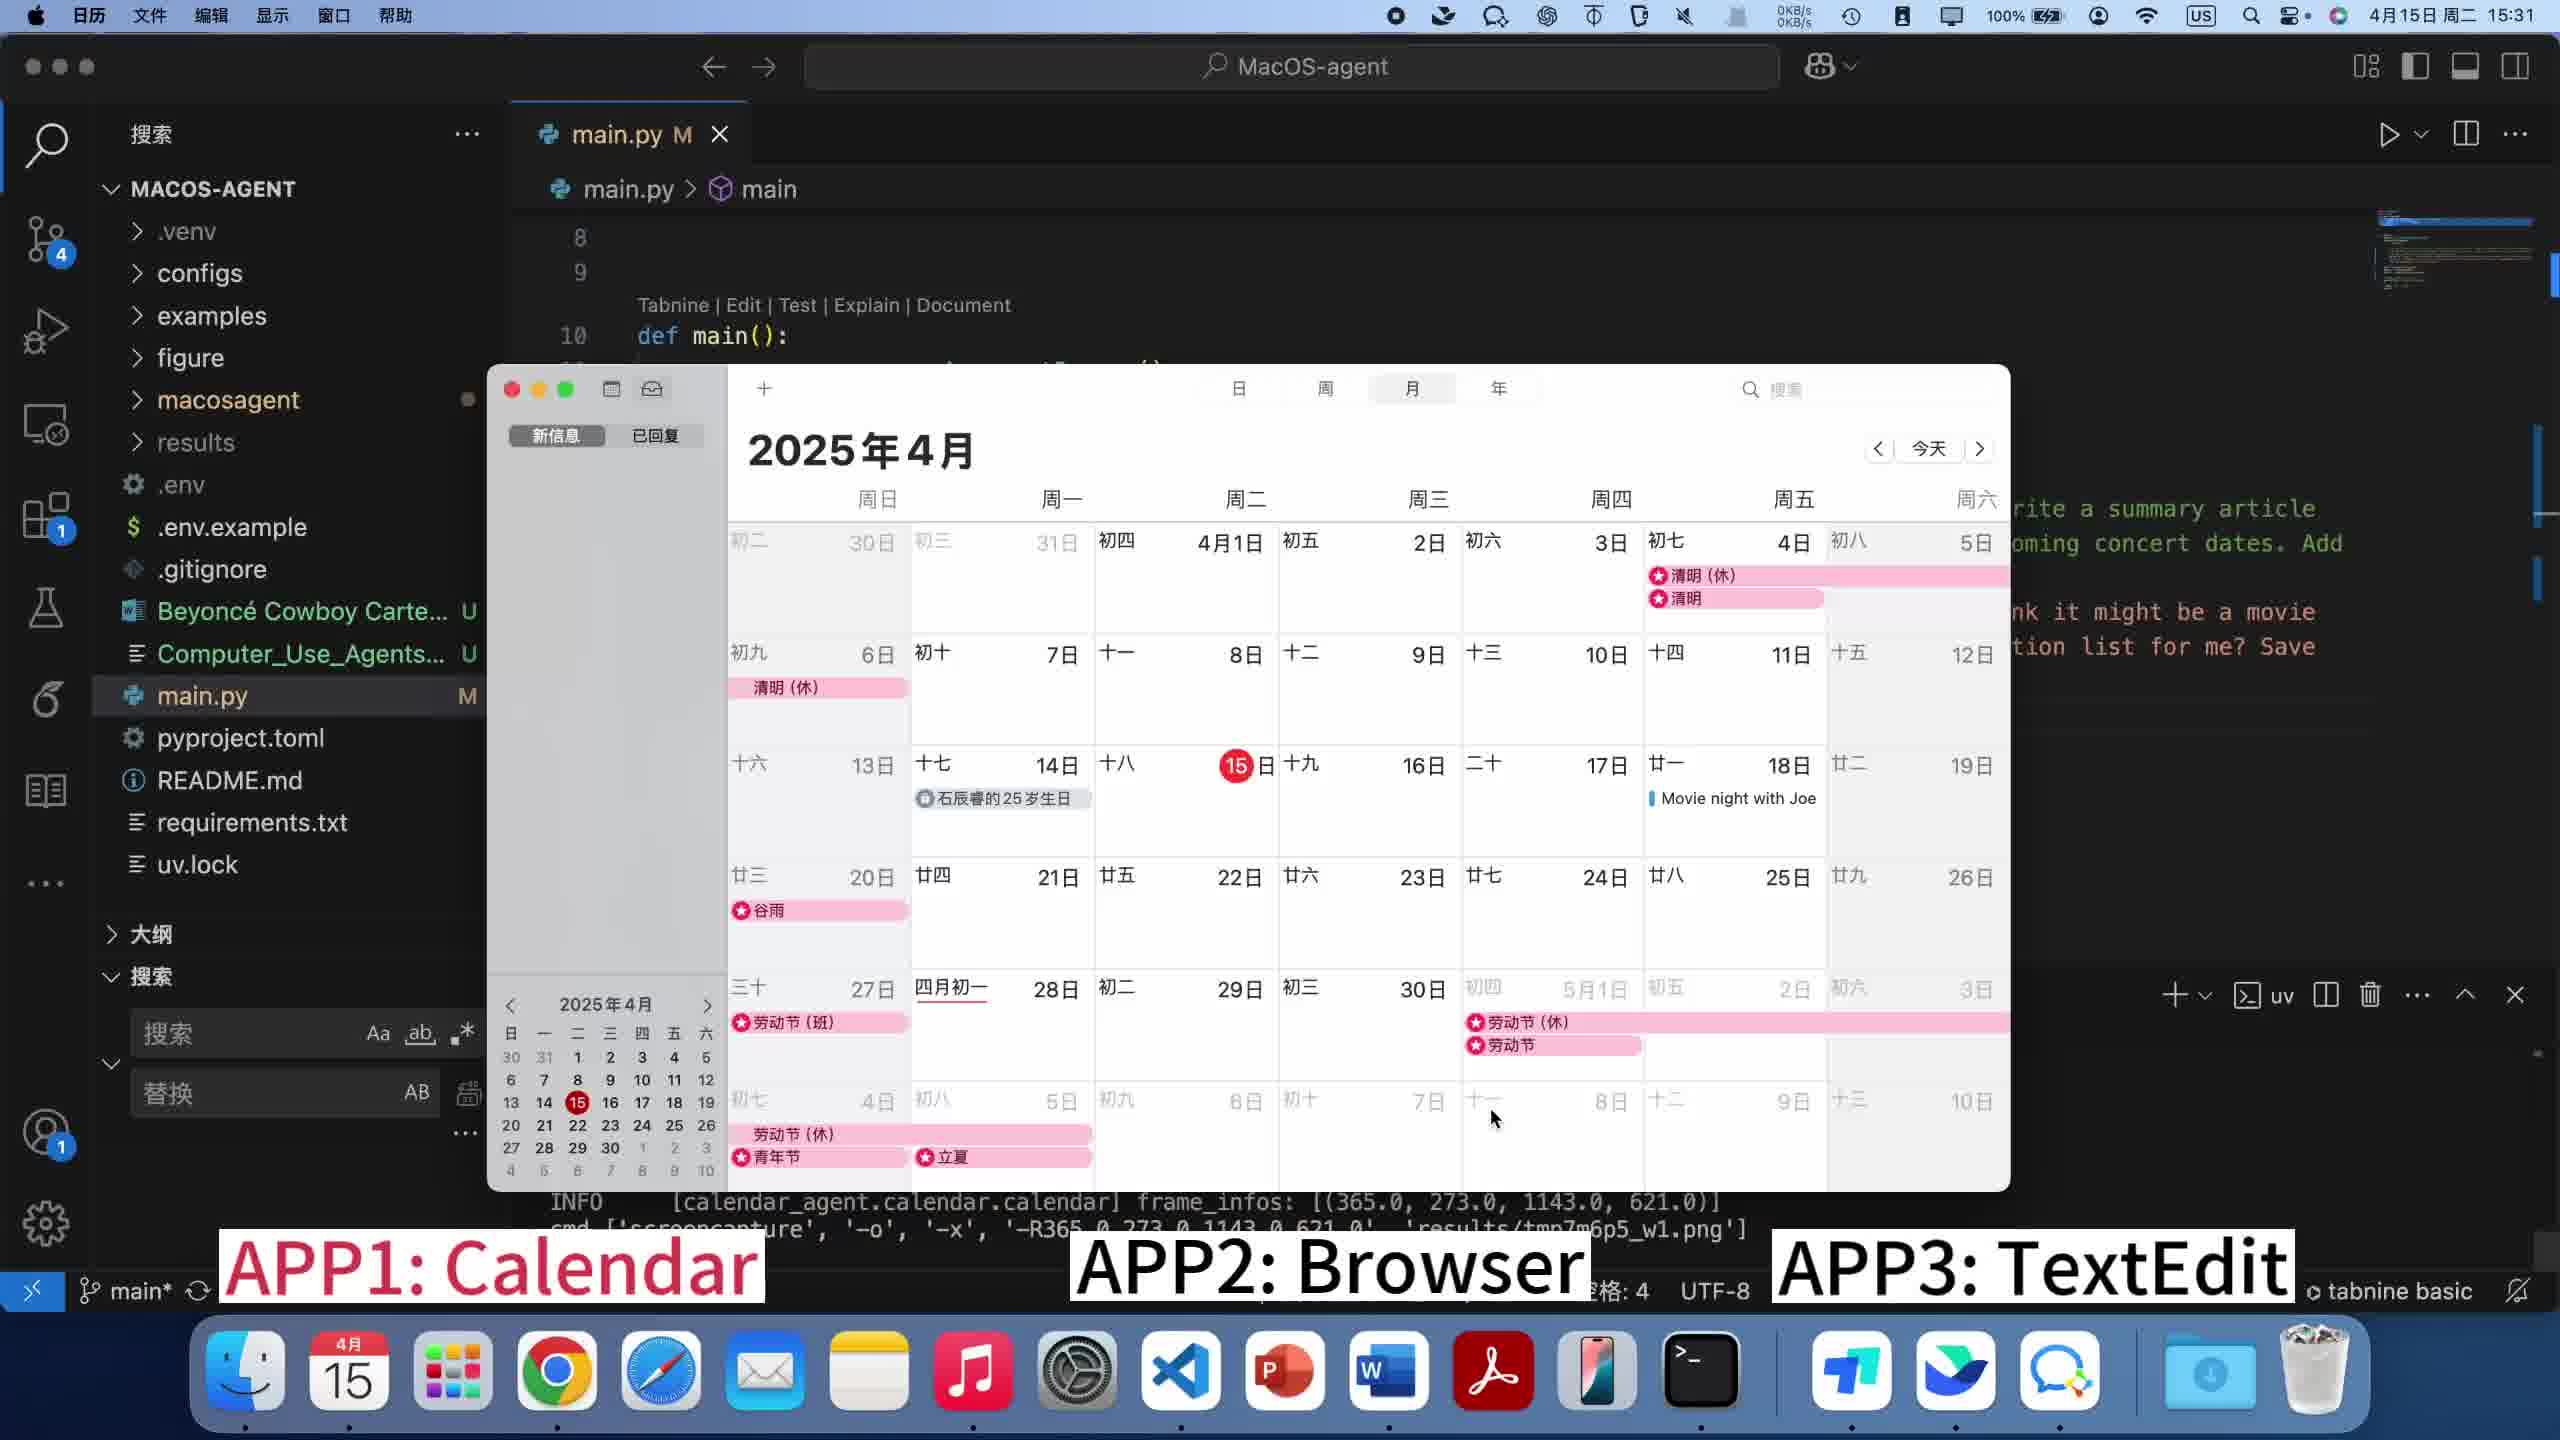 日历 文件 编辑 显示 窗口 帮助
0KB/s
0KB/s
100%
US
4月15日 周二 15:31
MacOS-agent
搜索
main.py M
MACOS-AGENT
main.py main
.venv
configs
examples
figure
macosagent
results
.env
.env.example
.gitignore
Beyoncé Cowboy Carte... U
Computer_Use_Agents... U
main.py M
pyproject.toml
README.md
requirements.txt
uv.lock
大纲
搜索
搜索 Aa ab
替换 AB
4
1
1
8
9
Tabnine | Edit | Test | Explain | Document
10 def main():
rite a summary article
oming concert dates. Add
nk it might be a movie
tion list for me? Save
uv
新信息 已回复
日 周 月 年
搜索
2025年4月
今天
周日 周一 周二 周三 周四 周五 周六
初二 30日 初三 31日 初四 4月1日 初五 2日 初六 3日 初七 4日 初八 5日
清明 (休)
清明
初九 6日 初十 7日 十一 8日 十二 9日 十三 10日 十四 11日 十五 12日
清明 (休)
十六 13日 十七 14日 十八 15日 十九 16日 二十 17日 廿一 18日 廿二 19日
石辰睿的25岁生日
Movie night with Joe
廿三 20日 廿四 21日 廿五 22日 廿六 23日 廿七 24日 廿八 25日 廿九 26日
谷雨
三十 27日 四月初一 28日 初二 29日 初三 30日 初四 5月1日 初五 2日 初六 3日
劳动节 (班)
劳动节 (休)
劳动节
初七 4日 初八 5日 初九 6日 初十 7日 十一 8日 十二 9日 十三 10日
劳动节 (休)
青年节
立夏
2025年4月
日 一 二 三 四 五 六
30 31 1 2 3 4 5
6 7 8 9 10 11 12
13 14 15 16 17 18 19
20 21 22 23 24 25 26
27 28 29 30 1 2 3
4 5 6 7 8 9 10
INFO [calendar_agent.calendar.calendar] frame_infos: [(365.0, 273.0, 1143.0, 621.0)]
cmd ['screencapture', '-o', '-x', '-R365.0,273.0,1143.0,621.0', 'results/tmp7m6p5_w1.png']
APP1: Calendar
APP2: Browser
APP3: TextEdit
main*
格: 4
UTF-8
tabnine basic
4月
15
P
W